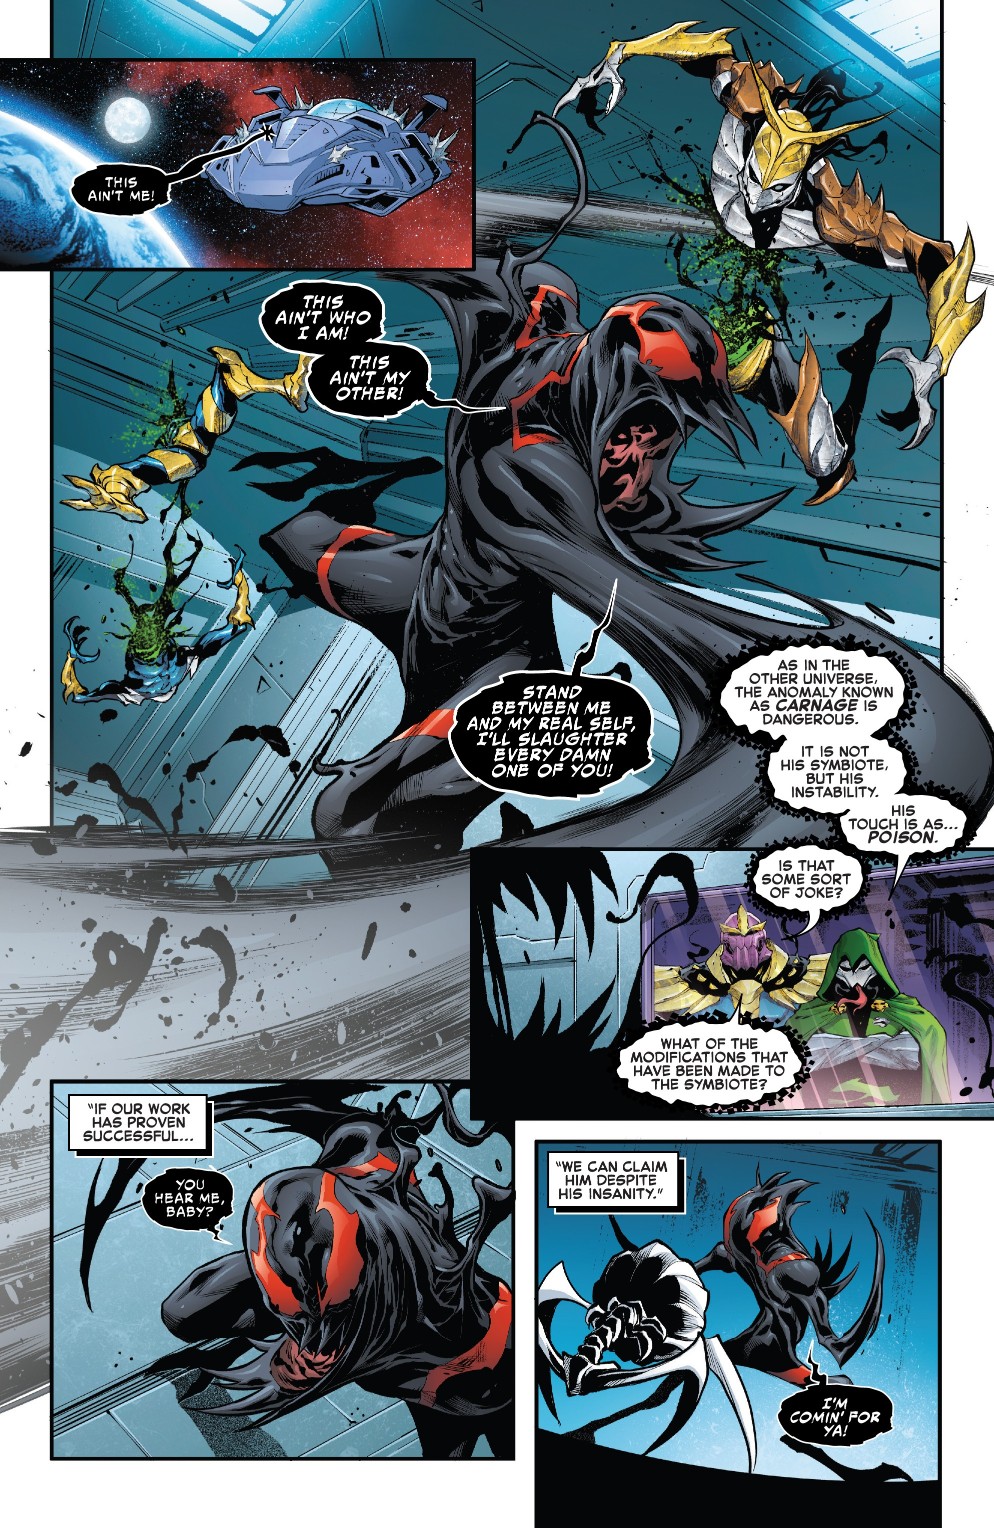 THIS
AIN'T ME!
THIS
AIN'T WHO
I AM!
THIS
AIN'T MY
OTHER!
STAND
BETWEEN ME
AND MY REAL SELF,
I'LL SLAUGHTER
EVERY DAMN
ONE OF YOU!
AS IN THE
OTHER UNIVERSE,
THE ANOMALY KNOWN
AS CARNAGE IS
DANGEROUS.
IT IS NOT
HIS SYMBIOTE,
BUT HIS
INSTABILITY.
HIS
TOUCH IS AS...
POISON.
IS THAT
SOME SORT
OF JOKE?
WHAT OF THE
MODIFICATIONS THAT
HAVE BEEN MADE TO
THE SYMBIOTE?
"IF OUR WORK
HAS PROVEN
SUCCESSFUL...
YOU
HEAR ME,
BABY?
"WE CAN CLAIM
HIM DESPITE
HIS INSANITY."
I'M
COMIN' FOR
YA!